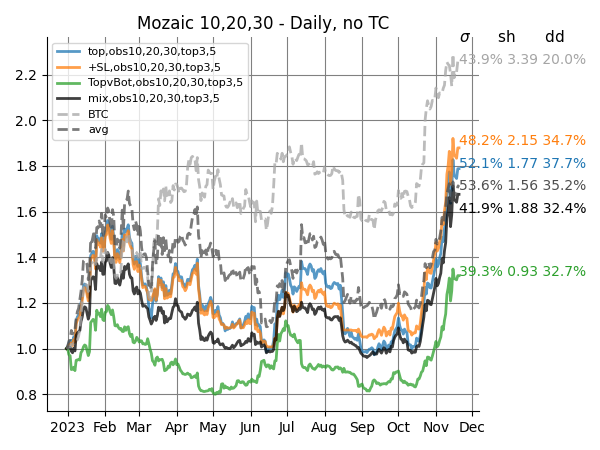 Mozaic 10,20,30 - Daily, no TC
σ sh dd
top,obs10,20,30,top3,5
+SL,obs10,20,30,top3,5
TopvBot,obs10,20,30,top3,5
mix,obs10,20,30,top3,5
BTC
avg
43.9% 3.39 20.0%
48.2% 2.15 34.7%
52.1% 1.77 37.7%
53.6% 1.56 35.2%
41.9% 1.88 32.4%
39.3% 0.93 32.7%
2.2
2.0
1.8
1.6
1.4
1.2
1.0
0.8
2023 Feb Mar Apr May Jun Jul Aug Sep Oct Nov Dec